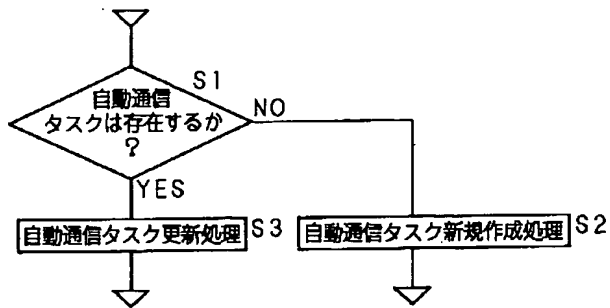 S1
自動通信
タスクは存在するか
?
NO
YES
自動通信タスク更新処理 S3
自動通信タスク新規作成処理 S2